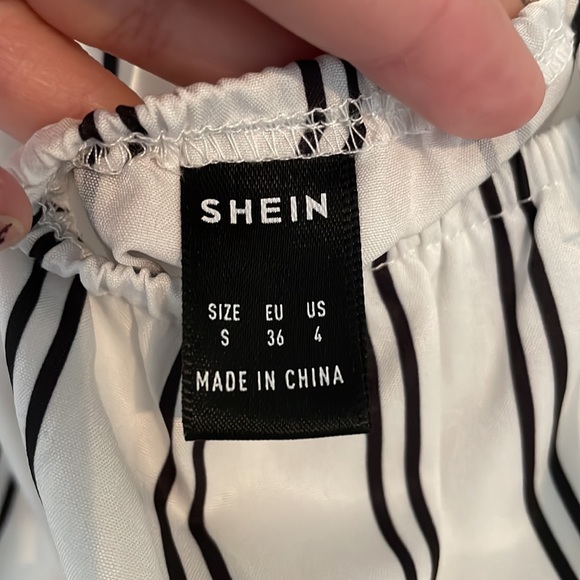 SHEIN
SIZE EU US
S 36 4
MADE IN CHINA